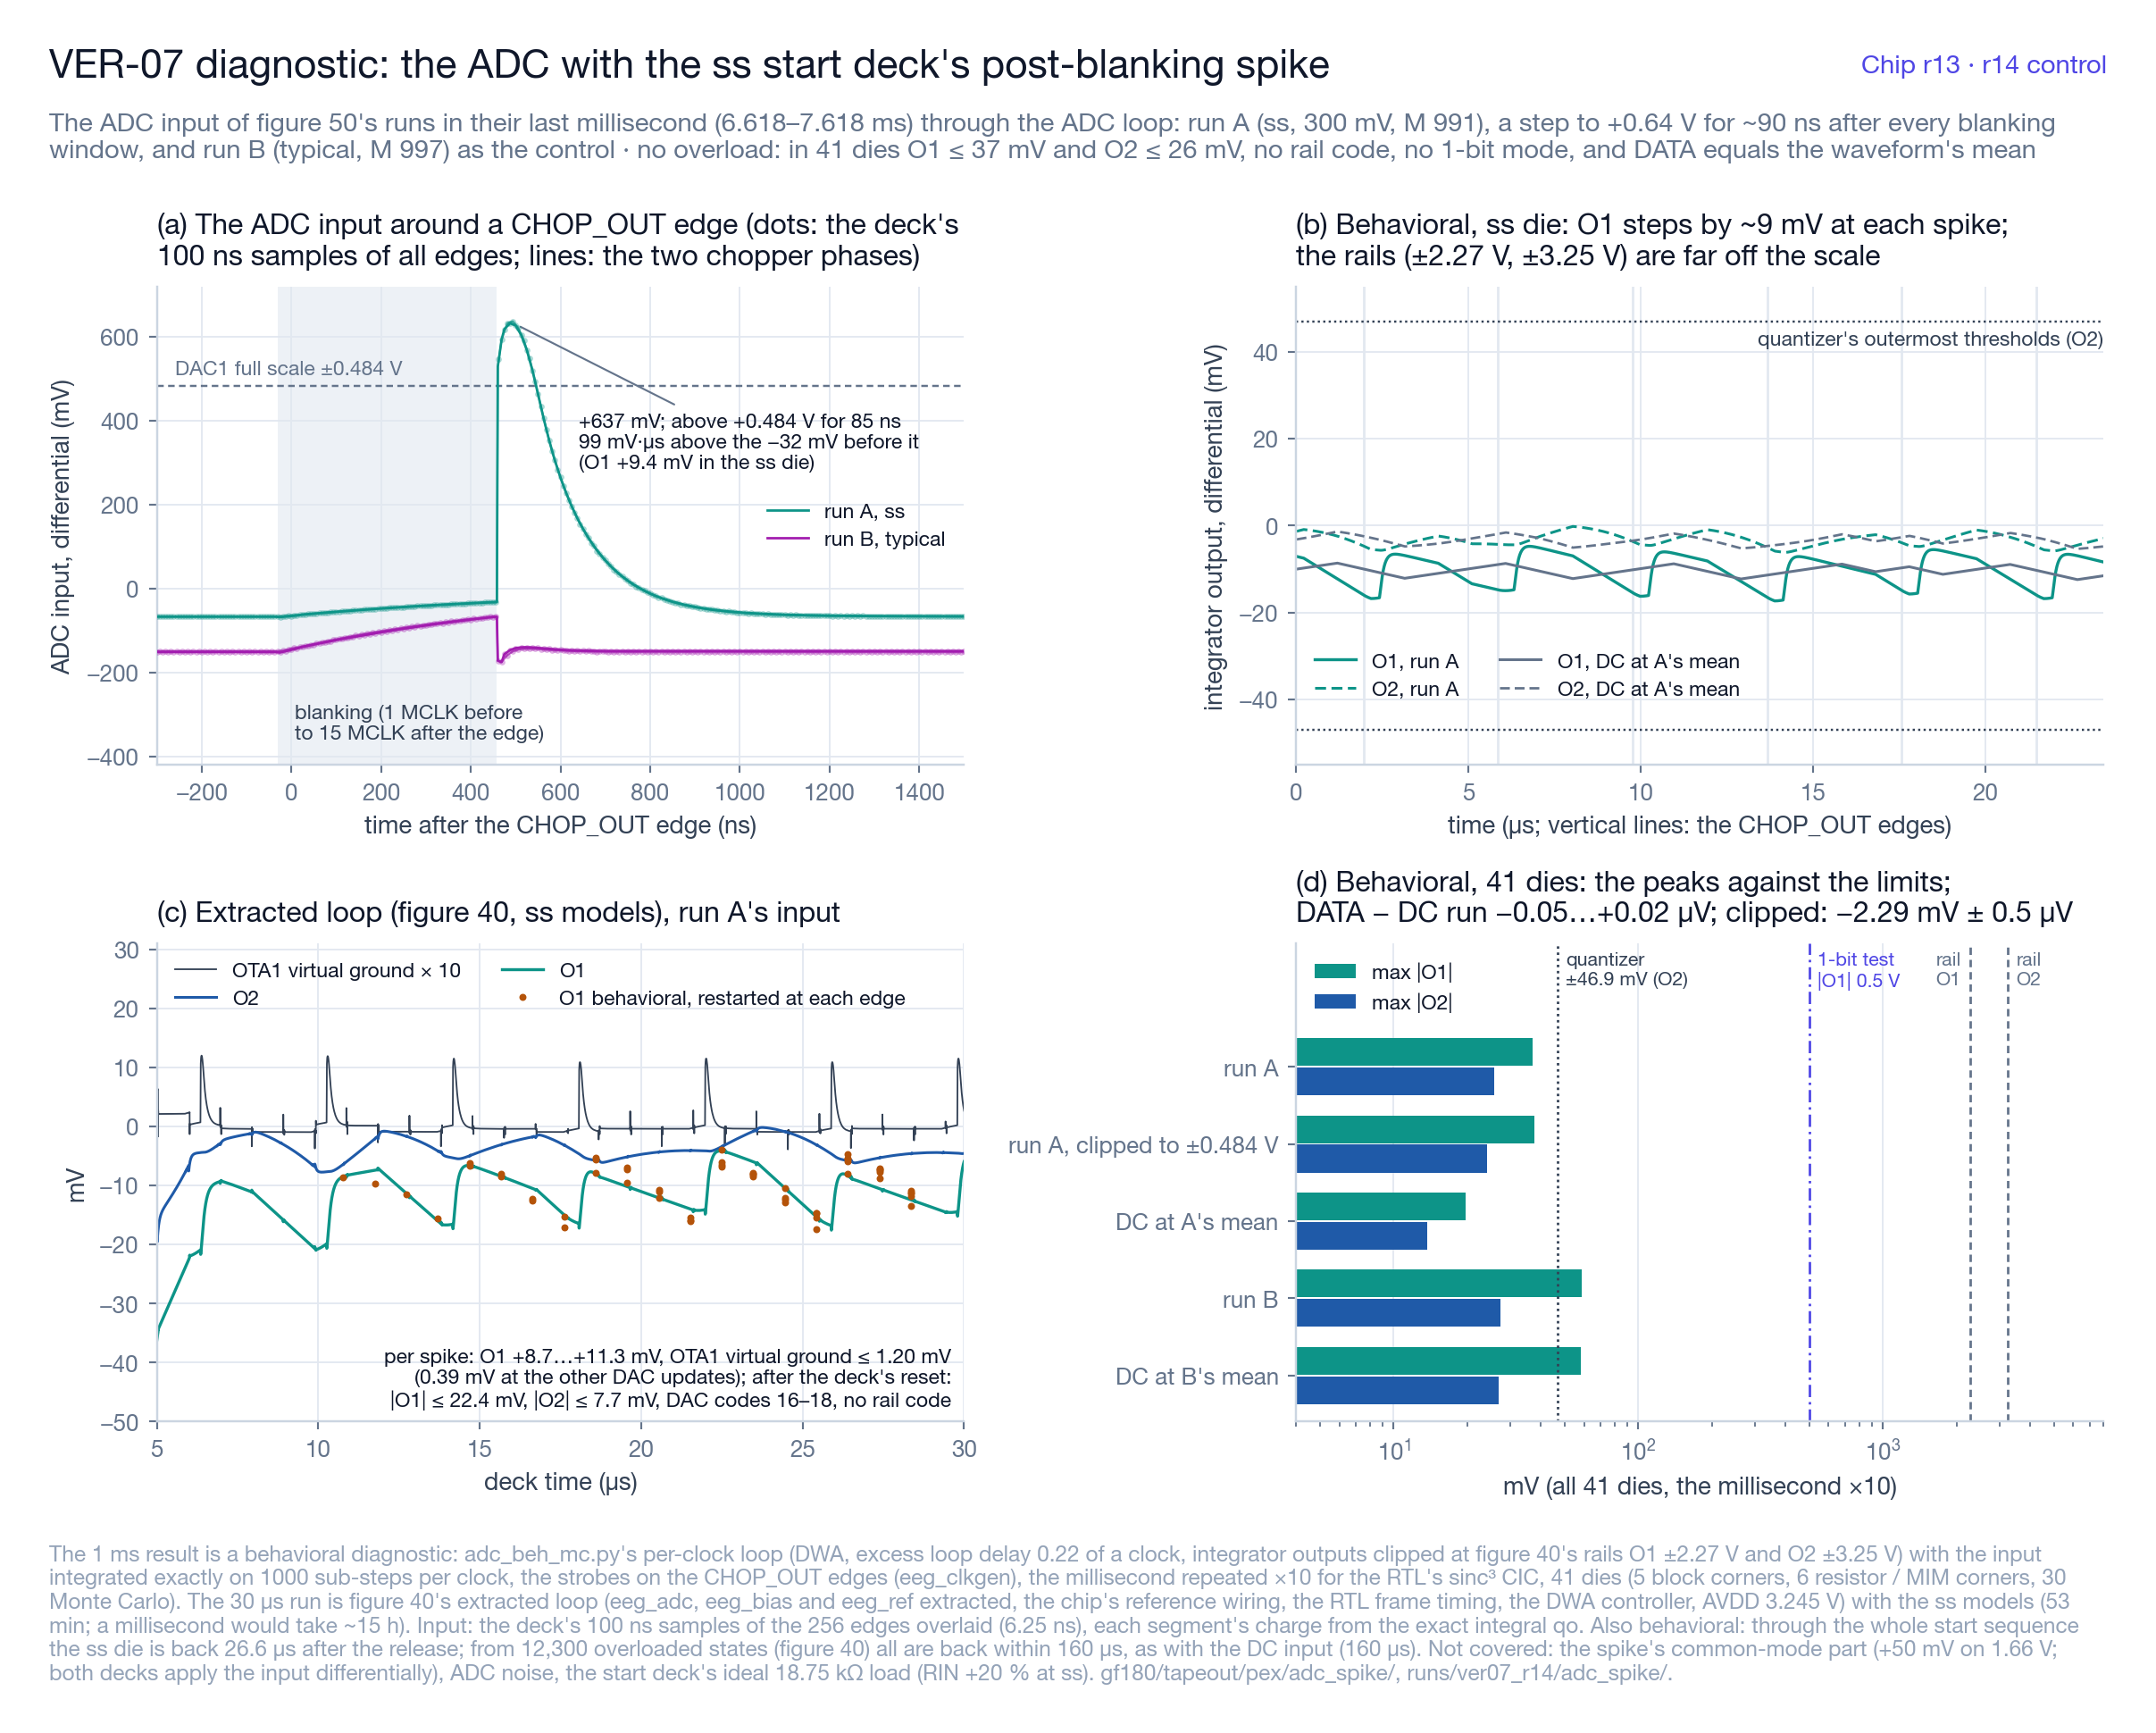 VER-07 diagnostic: the ADC with the ss start deck's post-blanking spike
Chip r13 · r14 control
The ADC input of figure 50's runs in their last millisecond (6.618–7.618 ms) through the ADC loop: run A (ss, 300 mV, M 991), a step to +0.64 V for ~90 ns after every blanking
window, and run B (typical, M 997) as the control · no overload: in 41 dies O1 ≤ 37 mV and O2 ≤ 26 mV, no rail code, no 1-bit mode, and DATA equals the waveform's mean
(a) The ADC input around a CHOP_OUT edge (dots: the deck's
100 ns samples of all edges; lines: the two chopper phases)
ADC input, differential (mV)
600
400
200
0
−200
−400
DAC1 full scale ±0.484 V
+637 mV; above +0.484 V for 85 ns
99 mV·µs above the −32 mV before it
(O1 +9.4 mV in the ss die)
run A, ss
run B, typical
blanking (1 MCLK before
to 15 MCLK after the edge)
−200 0 200 400 600 800 1000 1200 1400
time after the CHOP_OUT edge (ns)
(b) Behavioral, ss die: O1 steps by ~9 mV at each spike;
the rails (±2.27 V, ±3.25 V) are far off the scale
integrator output, differential (mV)
40
20
0
−20
−40
quantizer's outermost thresholds (O2)
O1, run A
O2, run A
O1, DC at A's mean
O2, DC at A's mean
0 5 10 15 20
time (µs; vertical lines: the CHOP_OUT edges)
(c) Extracted loop (figure 40, ss models), run A's input
mV
30
20
10
0
−10
−20
−30
−40
−50
OTA1 virtual ground × 10
O2
O1
O1 behavioral, restarted at each edge
per spike: O1 +8.7…+11.3 mV, OTA1 virtual ground ≤ 1.20 mV
(0.39 mV at the other DAC updates); after the deck's reset:
|O1| ≤ 22.4 mV, |O2| ≤ 7.7 mV, DAC codes 16–18, no rail code
5 10 15 20 25 30
deck time (µs)
(d) Behavioral, 41 dies: the peaks against the limits;
DATA − DC run −0.05…+0.02 µV; clipped: −2.29 mV ± 0.5 µV
max |O1|
max |O2|
quantizer
±46.9 mV (O2)
1-bit test
|O1| 0.5 V
rail
O1
rail
O2
run A
run A, clipped to ±0.484 V
DC at A's mean
run B
DC at B's mean
10¹ 10² 10³
mV (all 41 dies, the millisecond ×10)
The 1 ms result is a behavioral diagnostic: adc_beh_mc.py's per-clock loop (DWA, excess loop delay 0.22 of a clock, integrator outputs clipped at figure 40's rails O1 ±2.27 V and O2 ±3.25 V) with the input
integrated exactly on 1000 sub-steps per clock, the strobes on the CHOP_OUT edges (eeg_clkgen), the millisecond repeated ×10 for the RTL's sinc³ CIC, 41 dies (5 block corners, 6 resistor / MIM corners, 30
Monte Carlo). The 30 µs run is figure 40's extracted loop (eeg_adc, eeg_bias and eeg_ref extracted, the chip's reference wiring, the RTL frame timing, the DWA controller, AVDD 3.245 V) with the ss models (53
min; a millisecond would take ~15 h). Input: the deck's 100 ns samples of the 256 edges overlaid (6.25 ns), each segment's charge from the exact integral qo. Also behavioral: through the whole start sequence
the ss die is back 26.6 µs after the release; from 12,300 overloaded states (figure 40) all are back within 160 µs, as with the DC input (160 µs). Not covered: the spike's common-mode part (+50 mV on 1.66 V;
both decks apply the input differentially), ADC noise, the start deck's ideal 18.75 kΩ load (RIN +20 % at ss). gf180/tapeout/pex/adc_spike/, runs/ver07_r14/adc_spike/.